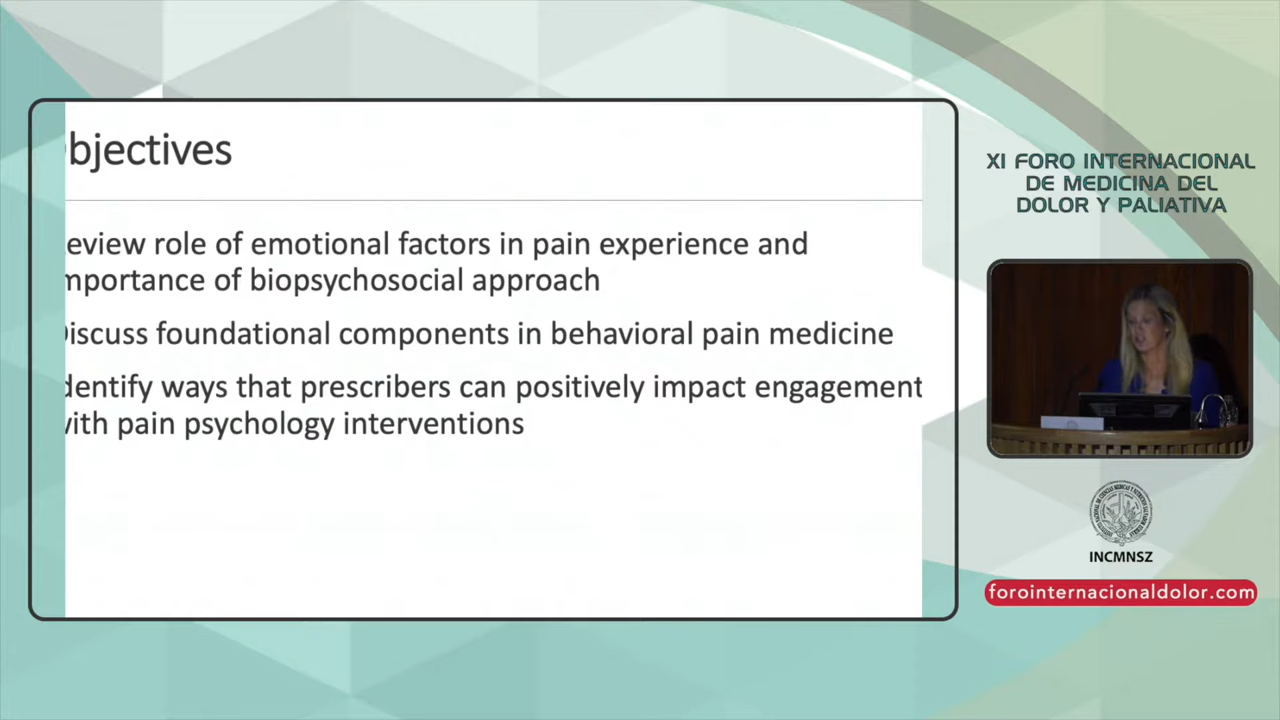 bjectives
eview role of emotional factors in pain experience and
mportance of biopsychosocial approach
iscuss foundational components in behavioral pain medicine
dentify ways that prescribers can positively impact engagement
ith pain psychology interventions
XI FORO INTERNACIONAL
DE MEDICINA DEL
DOLOR Y PALIATIVA
INCMNSZ
forointernacionaldolor.com